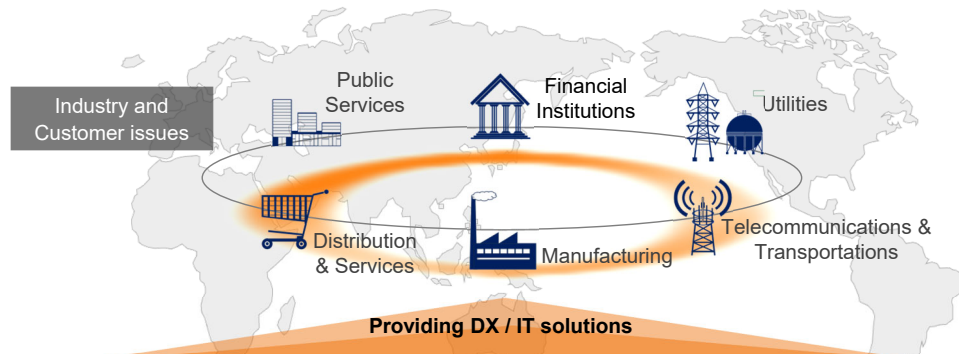 Industry and
Customer issues
Public
Services
Financial
Institutions
Utilities
Distribution
& Services
Manufacturing
Telecommunications &
Transportations
Providing DX / IT solutions